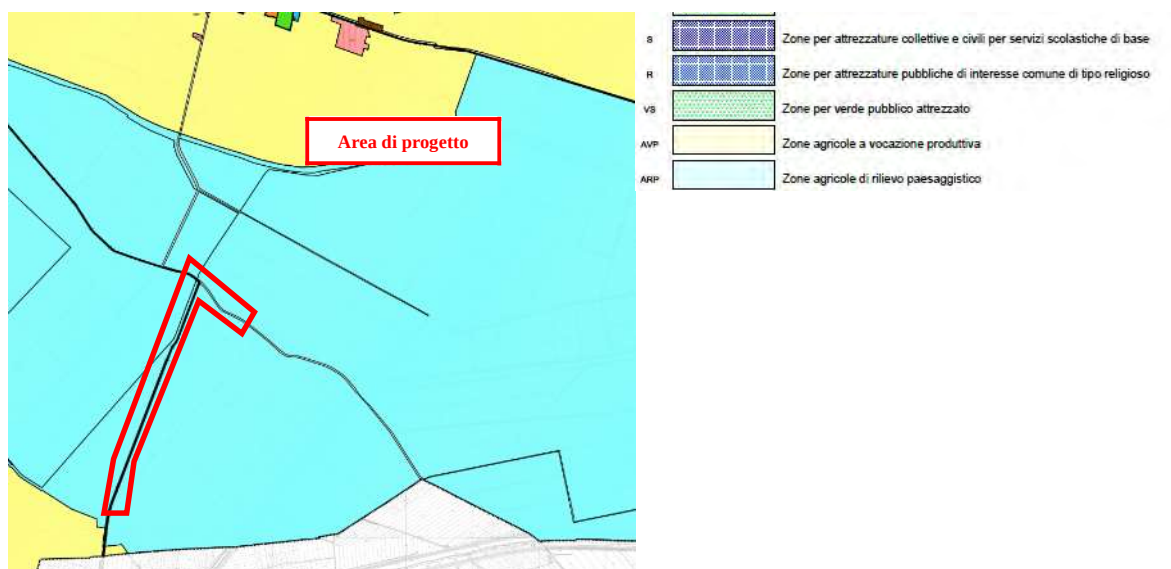 Area di progetto
S Zone per attrezzature collettive e civili per servizi scolastiche di base
R Zone per attrezzature pubbliche di interesse comune di tipo religioso
VS Zone per verde pubblico attrezzato
AVP Zone agricole a vocazione produttiva
ARP Zone agricole di rilievo paesaggistico